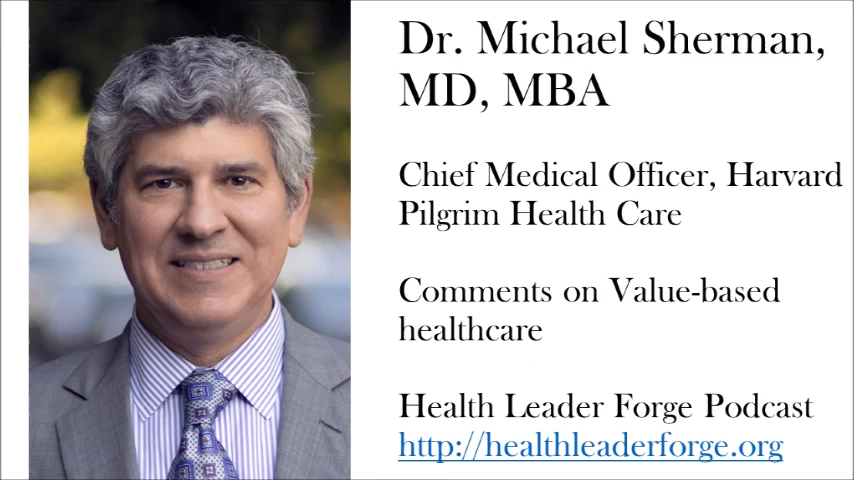 Dr. Michael Sherman,
MD, MBA
Chief Medical Officer, Harvard
Pilgrim Health Care
Comments on Value-based
healthcare
Health Leader Forge Podcast
http://healthleaderforge.org